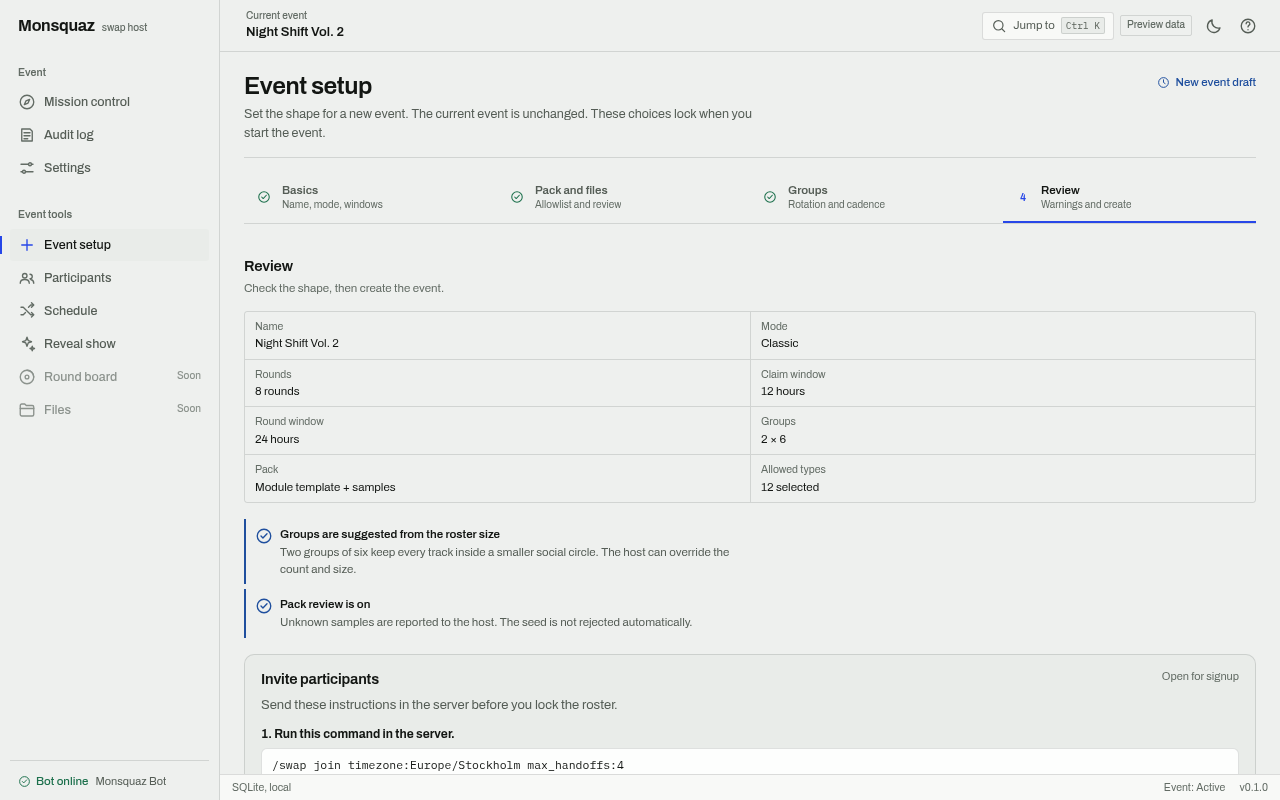 Monsquaz swap host
Event
Mission control
Audit log
Settings
Event tools
Event setup
Participants
Schedule
Reveal show
Round board Soon
Files Soon
Bot online Monsquaz Bot
Current event
Night Shift Vol. 2
Jump to Ctrl K
Preview data
Event setup
New event draft
Set the shape for a new event. The current event is unchanged. These choices lock when you
start the event.
Basics
Name, mode, windows
Pack and files
Allowlist and review
Groups
Rotation and cadence
4 Review
Warnings and create
Review
Check the shape, then create the event.
Name
Night Shift Vol. 2
Mode
Classic
Rounds
8 rounds
Claim window
12 hours
Round window
24 hours
Groups
2 × 6
Pack
Module template + samples
Allowed types
12 selected
Groups are suggested from the roster size
Two groups of six keep every track inside a smaller social circle. The host can override the
count and size.
Pack review is on
Unknown samples are reported to the host. The seed is not rejected automatically.
Invite participants
Open for signup
Send these instructions in the server before you lock the roster.
1. Run this command in the server.
/swap join timezone:Europe/Stockholm max_handoffs:4
SQLite, local
Event: Active v0.1.0